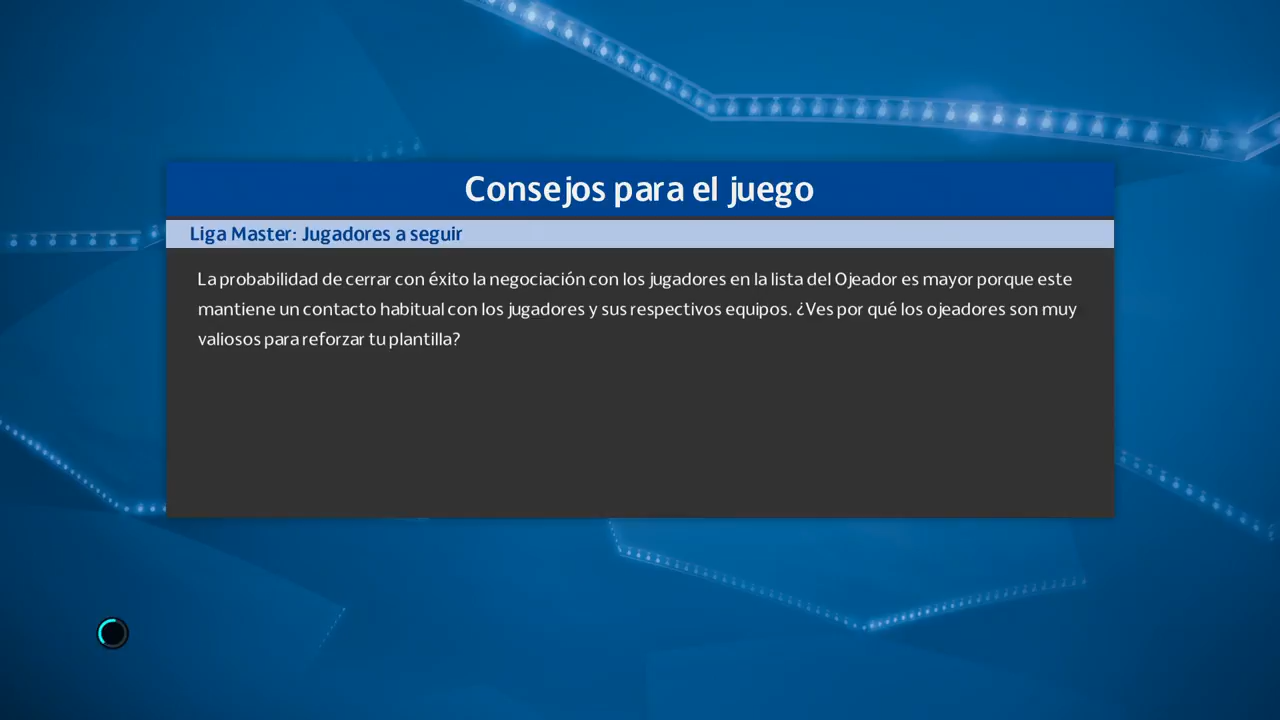 Consejos para el juego
Liga Master: Jugadores a seguir
La probabilidad de cerrar con éxito la negociación con los jugadores en la lista del Ojeador es mayor porque este
mantiene un contacto habitual con los jugadores y sus respectivos equipos. ¿Ves por qué los ojeadores son muy
valiosos para reforzar tu plantilla?